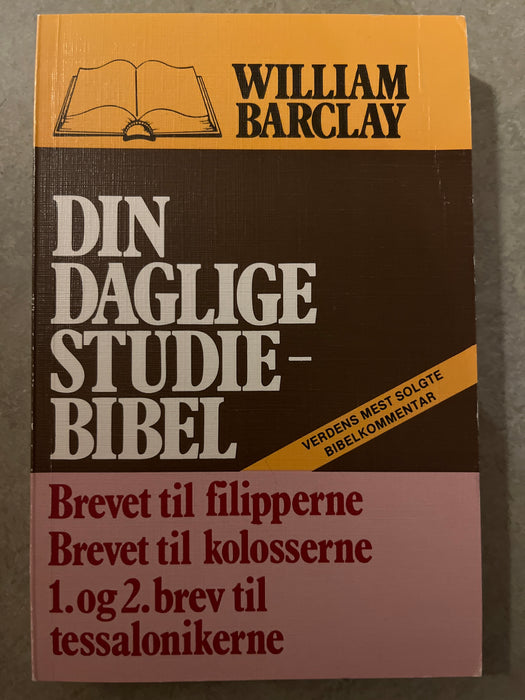 WILLIAM
BARCLAY
DIN
DAGLIGE
STUDIE–
BIBEL
VERDENS MEST SOLGTE
BIBELKOMMENTAR
Brevet til filipperne
Brevet til kolosserne
1. og 2. brev til
tessalonikerne